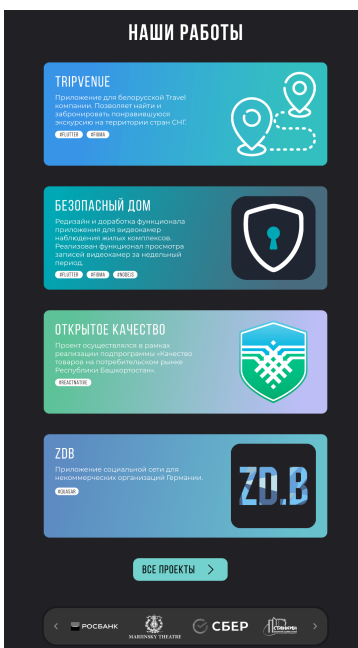 НАШИ РАБОТЫ
TRIPVENUE
Приложение для белорусской Travel
компании. Позволяет найти и
забронировать понравившуюся
экскурсию на территории стран СНГ.
#FLUTTER #FIGMA
БЕЗОПАСНЫЙ ДОМ
Редизайн и доработка функционала
приложения для видеокамер
наблюдения жилых комплексов.
Реализован функционал просмотра
записей видеокамер за недельный
период.
#FLUTTER #FIGMA #NODEJS
ОТКРЫТОЕ КАЧЕСТВО
Проект осуществлялся в рамках
реализации подпрограммы «Качество
товаров на потребительском рынке
Республики Башкортостан».
#REACTNATIVE
ZDB
Приложение социальной сети для
некоммерческих организаций Германии.
#QUASAR
ZD.B
ВСЕ ПРОЕКТЫ
РОСБАНК
MARIINSKY THEATRE
СБЕР